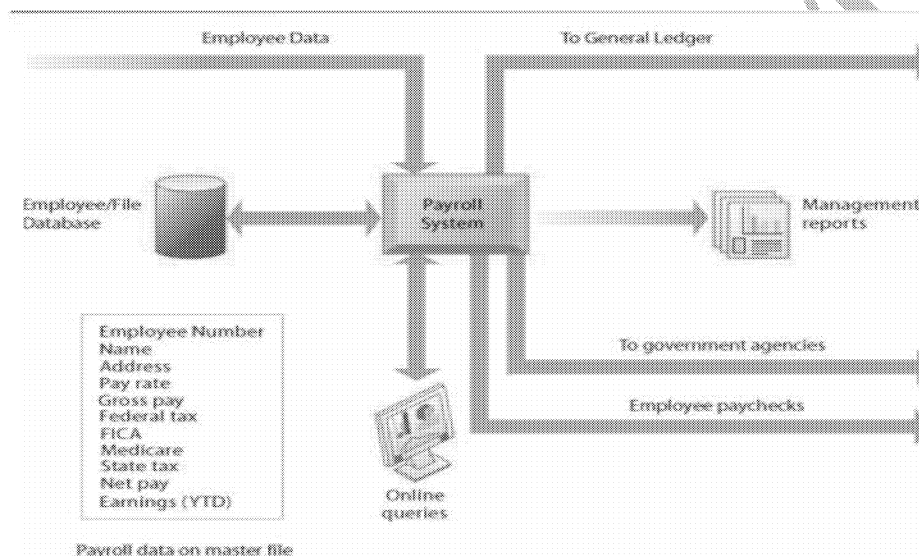 Employee Data
To General Ledger
Employee/File
Database
Payroll
System
Management
reports
Employee Number
Name
Address
Pay rate
Gross pay
Federal tax
FICA
Medicare
State tax
Net pay
Earnings (YTD)
To government agencies
Employee paychecks
Online
queries
Payroll data on master file